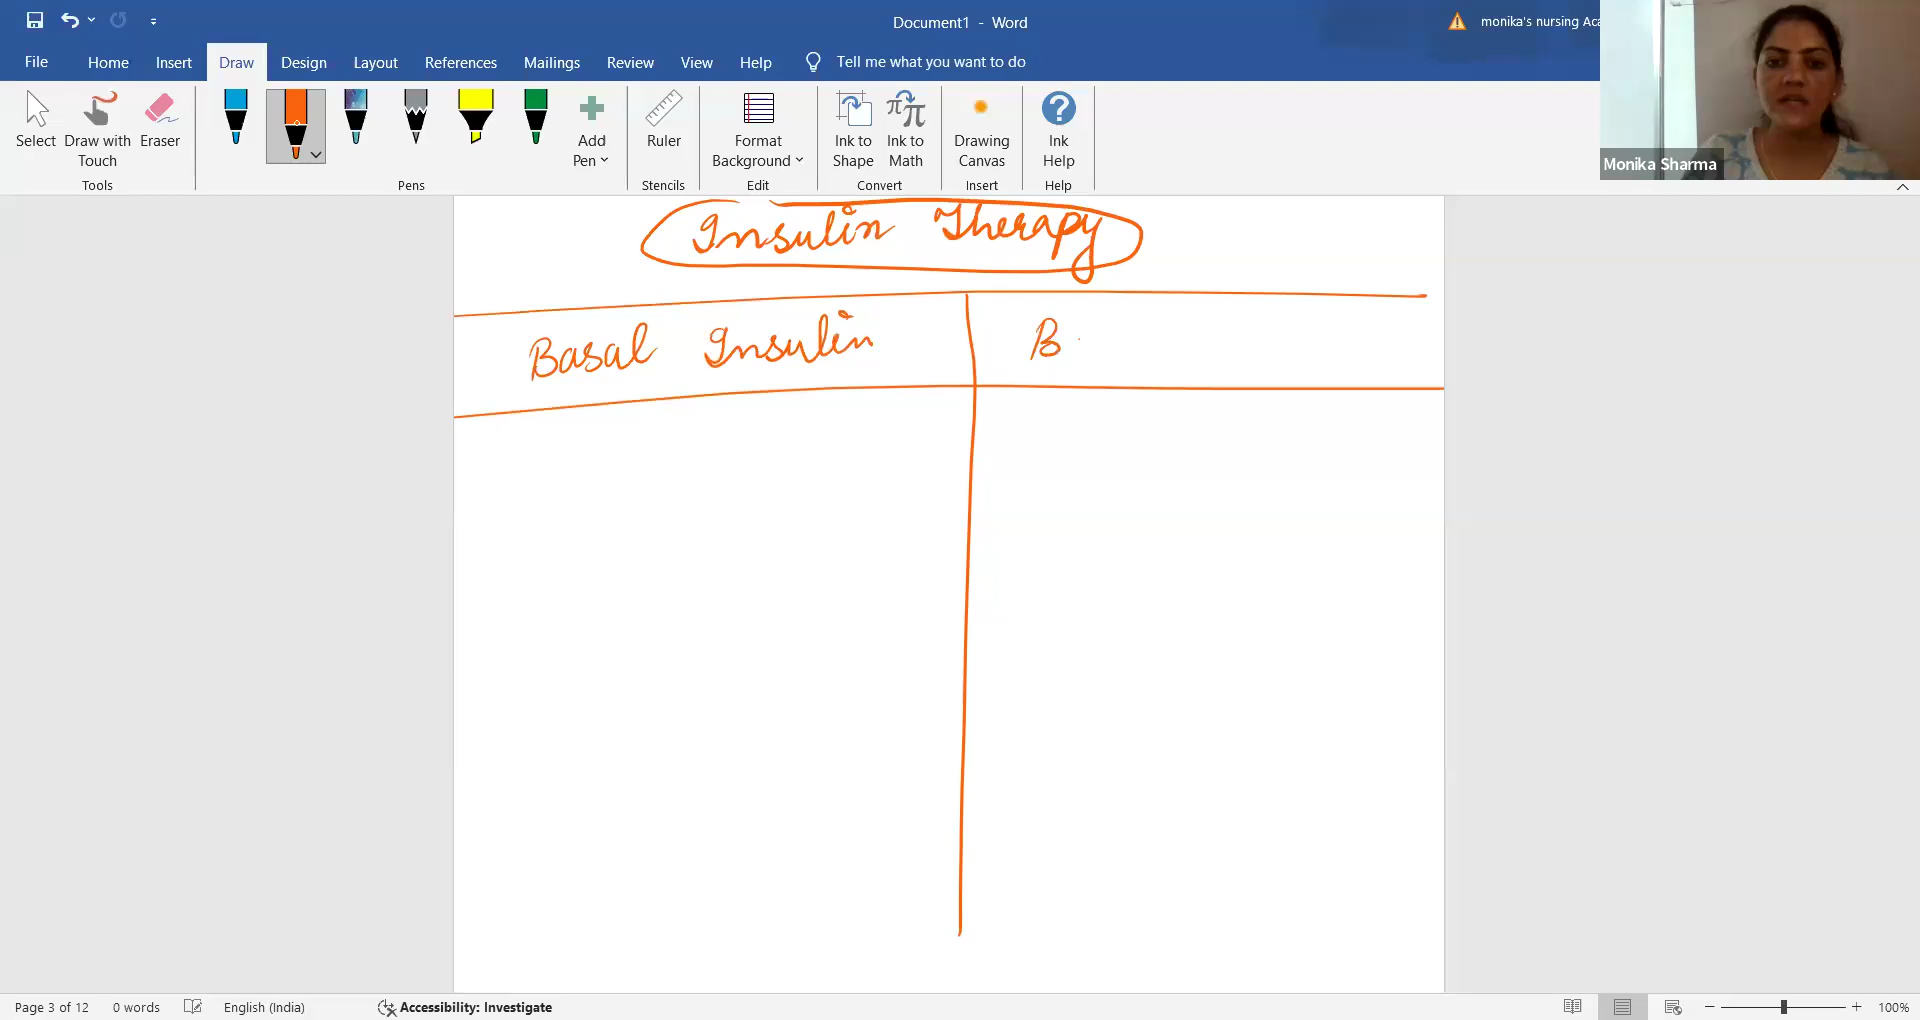 Document1 - Word
monika's nursing Aca
File Home Insert Draw Design Layout References Mailings Review View Help Tell me what you want to do
Select
Draw with Touch
Eraser
Add Pen
Ruler
Format Background
Ink to Shape
Ink to Math
Drawing Canvas
Ink Help
Tools
Pens
Stencils
Edit
Convert
Insert
Help
Monika Sharma
Insulin Therapy
Basal Insulin
B
Page 3 of 12
0 words
English (India)
Accessibility: Investigate
100%